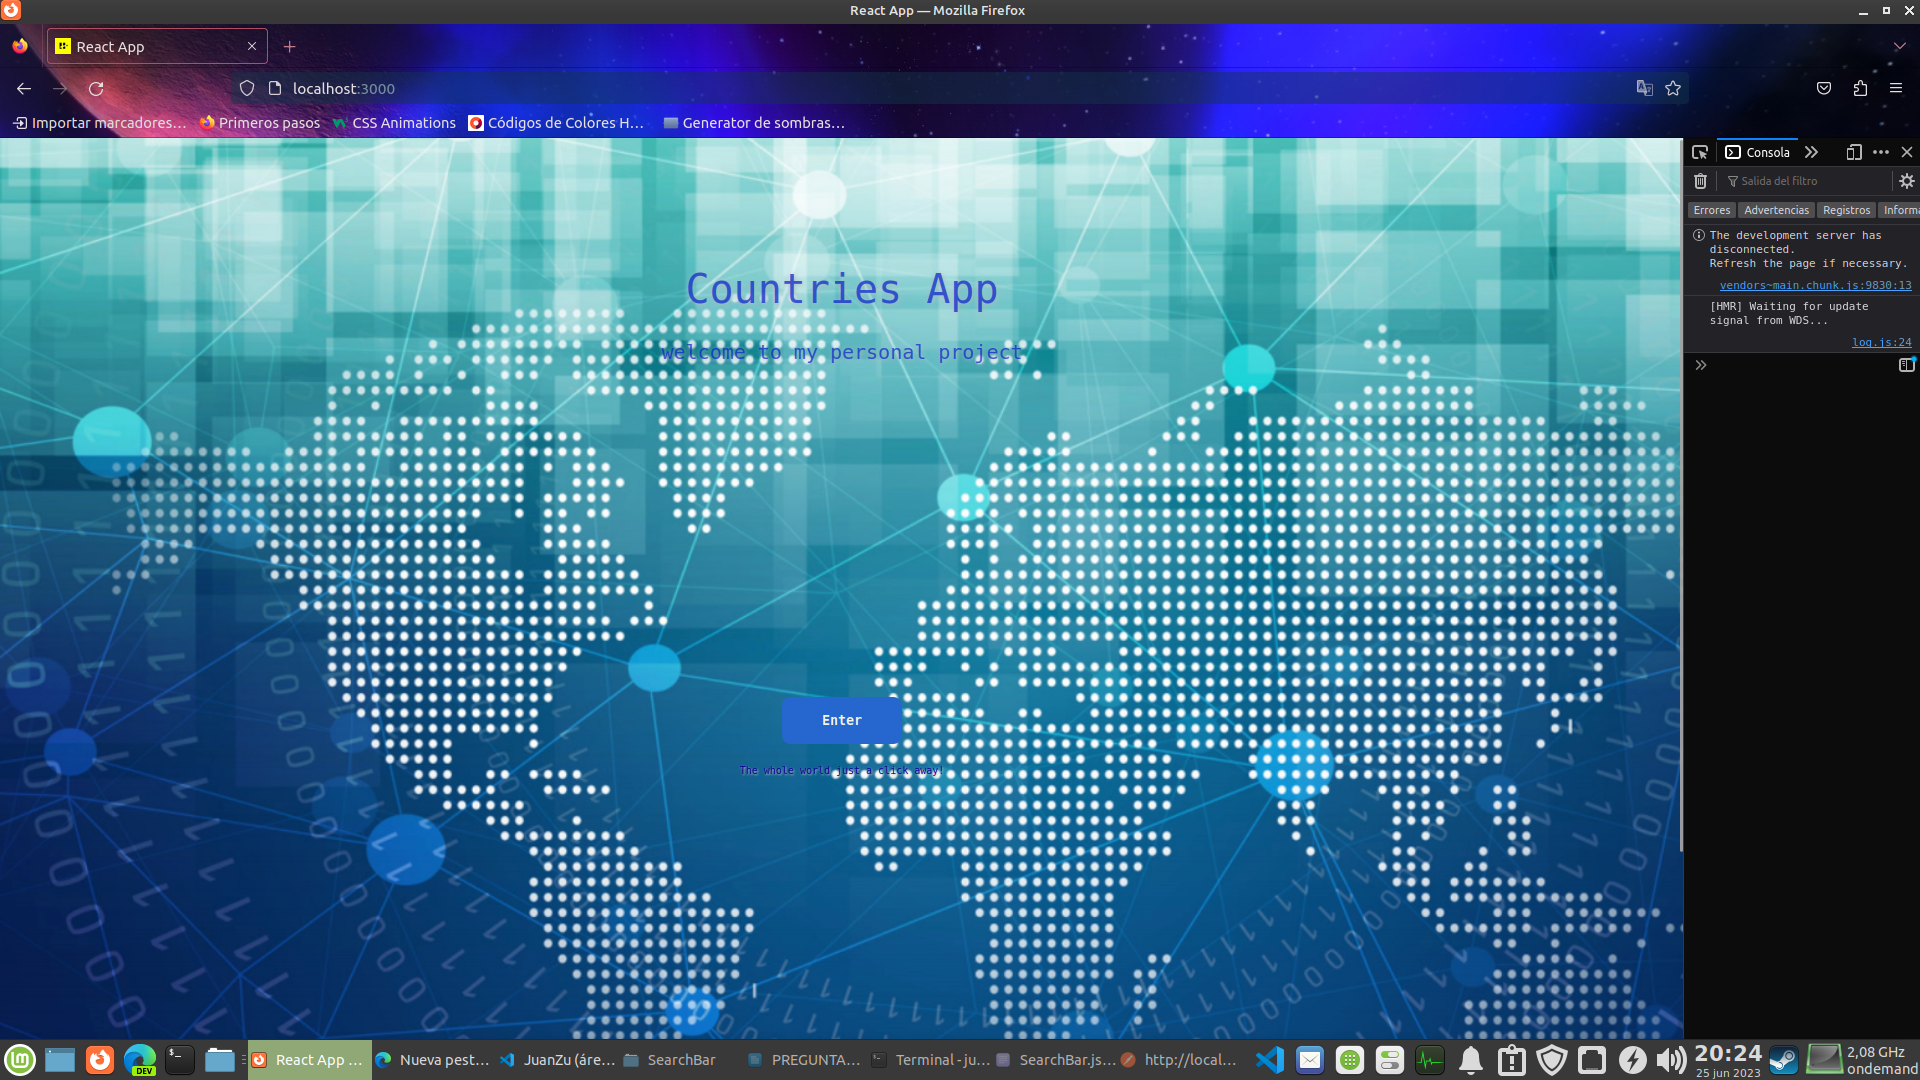 React App — Mozilla Firefox
React App
localhost:3000
Importar marcadores…
Primeros pasos
CSS Animations
Códigos de Colores H…
Generator de sombras…
Countries App
welcome to my personal project
Enter
The whole world just a click away!
Consola
Salida del filtro
Errores
Advertencias
Registros
Informa
The development server has
disconnected.
Refresh the page if necessary.
vendors~main.chunk.js:9830:13
[HMR] Waiting for update
signal from WDS...
log.js:24
DEV
React App …
Nueva pest…
JuanZu (áre…
SearchBar
PREGUNTA…
Terminal - ju…
SearchBar.js…
http://local…
20:24
25 jun 2023
2,08 GHz
ondemand